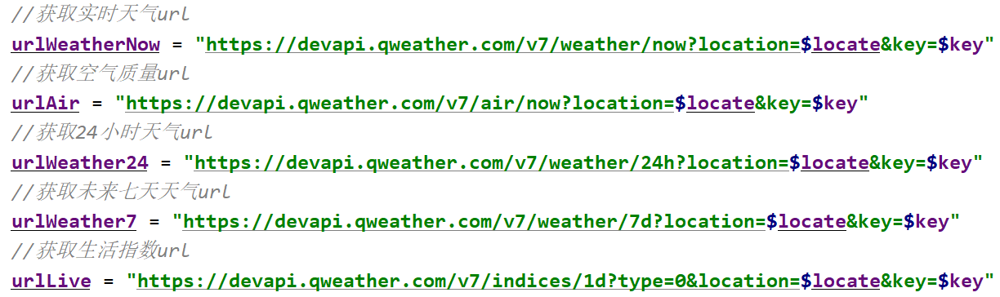 //获取实时天气url
urlWeatherNow = "https://devapi.qweather.com/v7/weather/now?location=$locate&key=$key"
//获取空气质量url
urlAir = "https://devapi.qweather.com/v7/air/now?location=$locate&key=$key"
//获取24小时天气url
urlWeather24 = "https://devapi.qweather.com/v7/weather/24h?location=$locate&key=$key"
//获取未来七天天气url
urlWeather7 = "https://devapi.qweather.com/v7/weather/7d?location=$locate&key=$key"
//获取生活指数url
urlLive = "https://devapi.qweather.com/v7/indices/1d?type=0&location=$locate&key=$key"